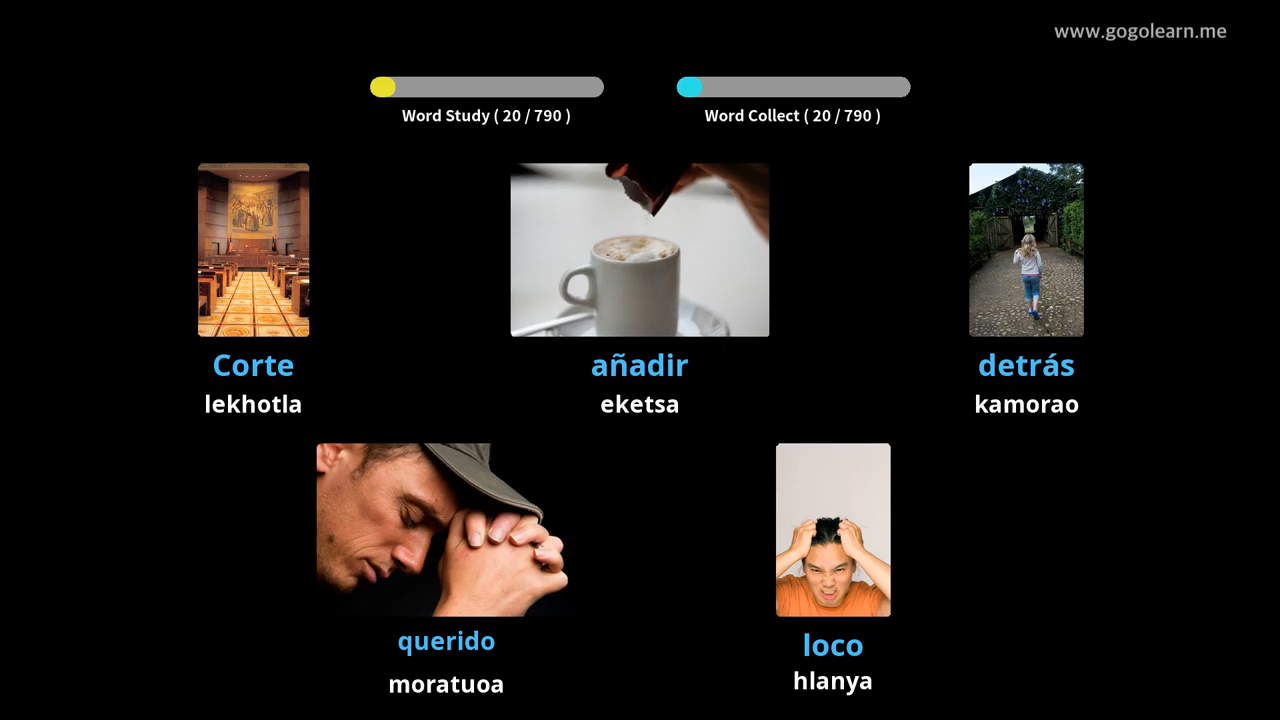 www.gogolearn.me
Word Study ( 20 / 790 )
Word Collect ( 20 / 790 )
Corte
lekhotla
añadir
eketsa
detrás
kamorao
querido
moratuoa
loco
hlanya